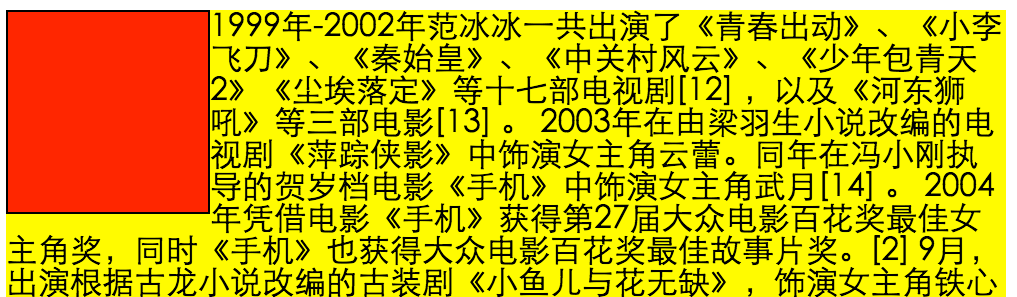 1999年-2002年范冰冰一共出演了《青春出动》、《小李
飞刀》、《秦始皇》、《中关村风云》、《少年包青天
2》《尘埃落定》等十七部电视剧[12] ，以及《河东狮
吼》等三部电影[13] 。 2003年在由梁羽生小说改编的电
视剧《萍踪侠影》中饰演女主角云蕾。同年在冯小刚执
导的贺岁档电影《手机》中饰演女主角武月[14] 。 2004
年凭借电影《手机》获得第27届大众电影百花奖最佳女
主角奖，同时《手机》也获得大众电影百花奖最佳故事片奖。[2] 9月，
出演根据古龙小说改编的古装剧《小鱼儿与花无缺》，饰演女主角铁心